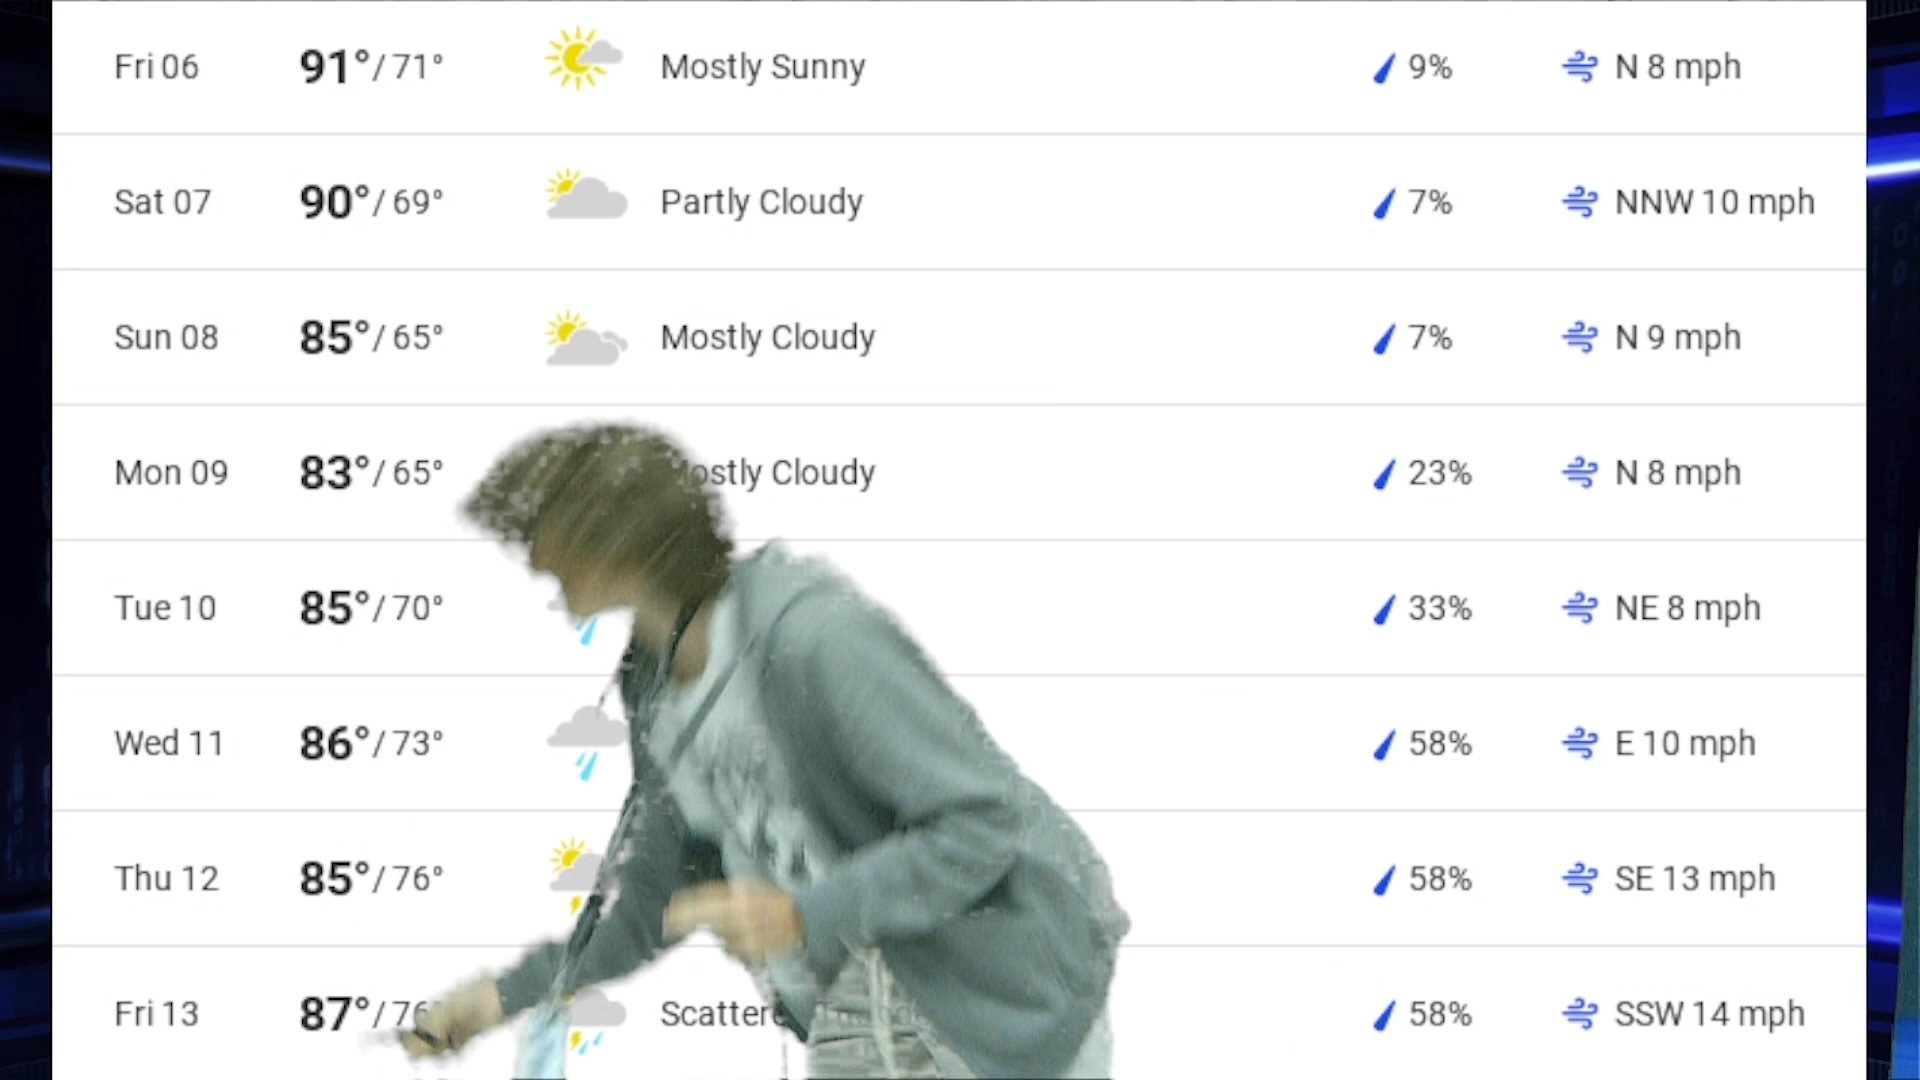 Fri 06 91°/ 71° Mostly Sunny 9% N 8 mph
Sat 07 90°/ 69° Partly Cloudy 7% NNW 10 mph
Sun 08 85°/ 65° Mostly Cloudy 7% N 9 mph
Mon 09 83°/ 65° Mostly Cloudy 23% N 8 mph
Tue 10 85°/ 70° 33% NE 8 mph
Wed 11 86°/ 73° 58% E 10 mph
Thu 12 85°/ 76° 58% SE 13 mph
Fri 13 87°/ 76 58% SSW 14 mph